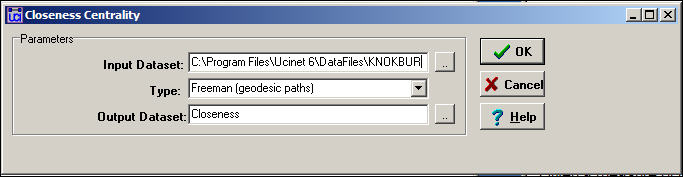 Closeness Centrality
Parameters
Input Dataset: C:\Program Files\Ucinet 6\DataFiles\KNOKBUR ..
Type: Freeman (geodesic paths)
Output Dataset: Closeness ..
OK
Cancel
Help